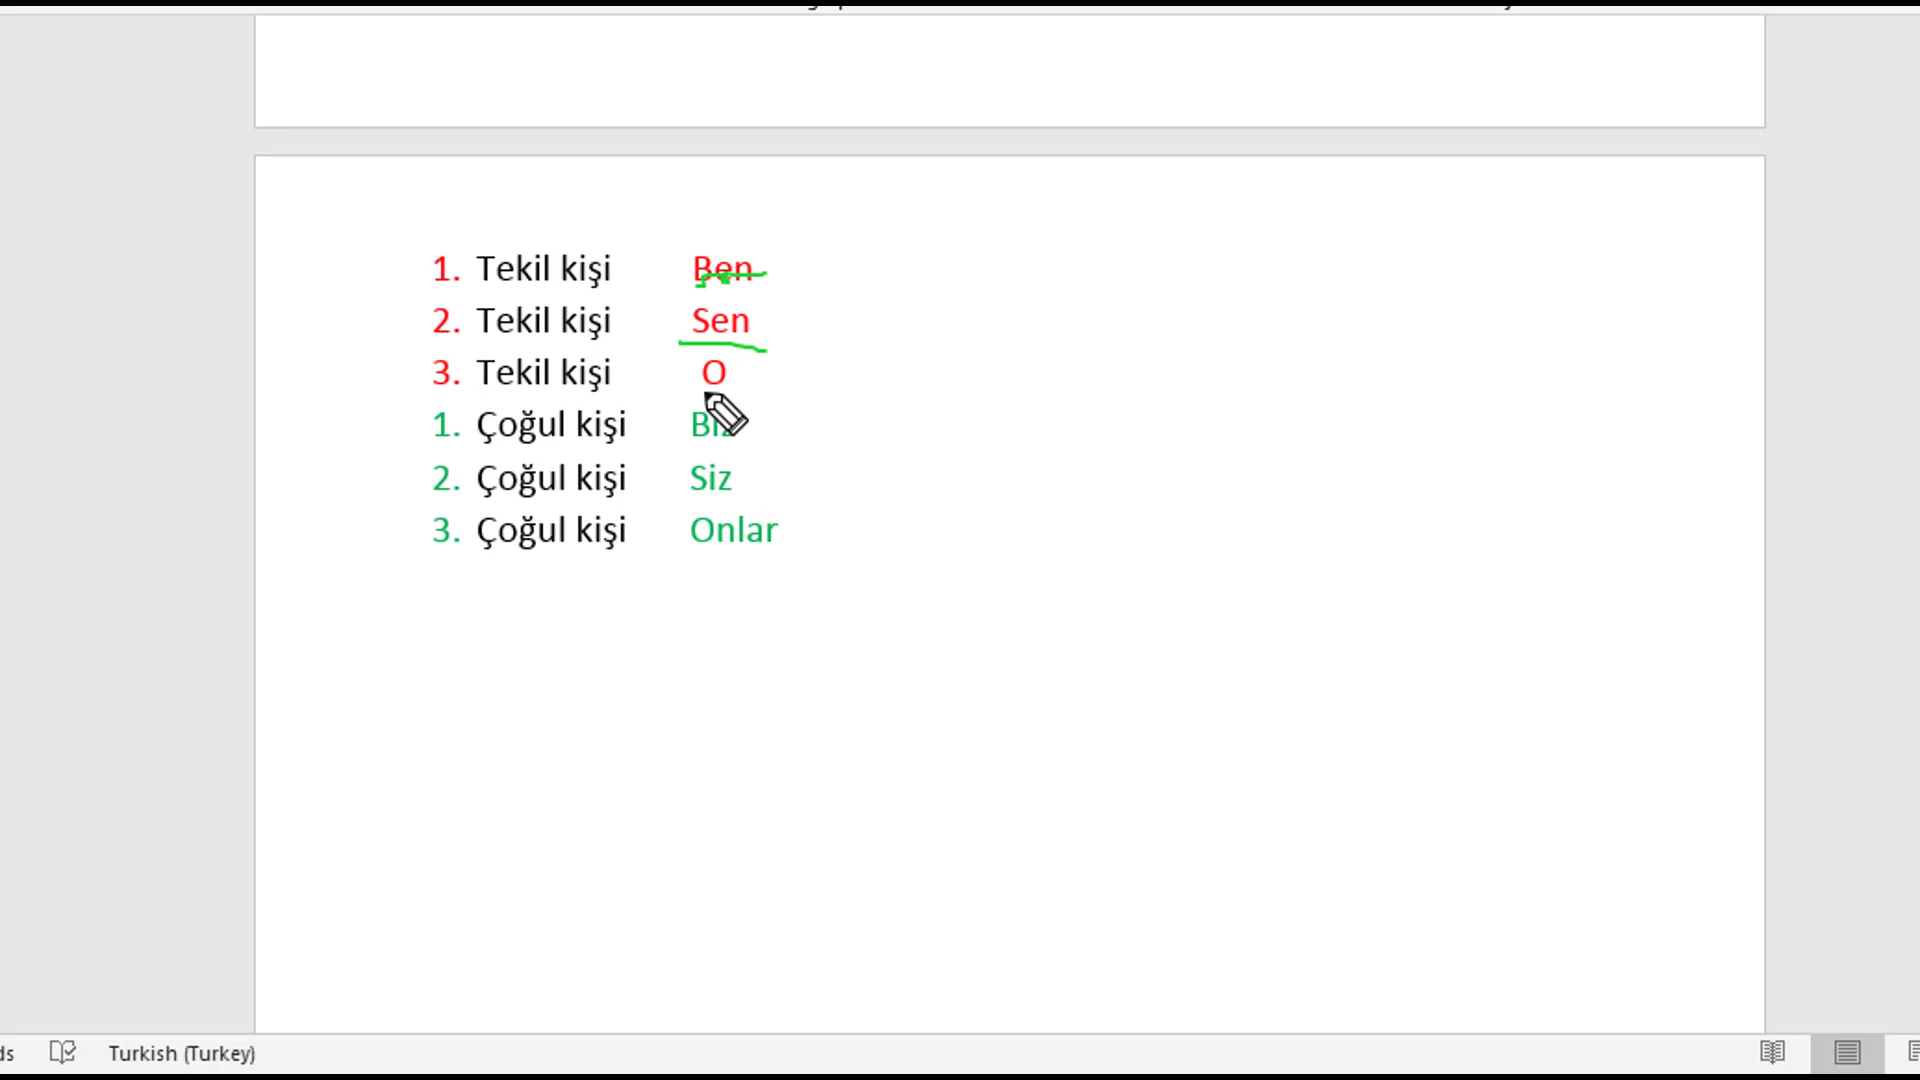 1. Tekil kişi Ben
2. Tekil kişi Sen
3. Tekil kişi O
1. Çoğul kişi Biz
2. Çoğul kişi Siz
3. Çoğul kişi Onlar
Turkish (Turkey)